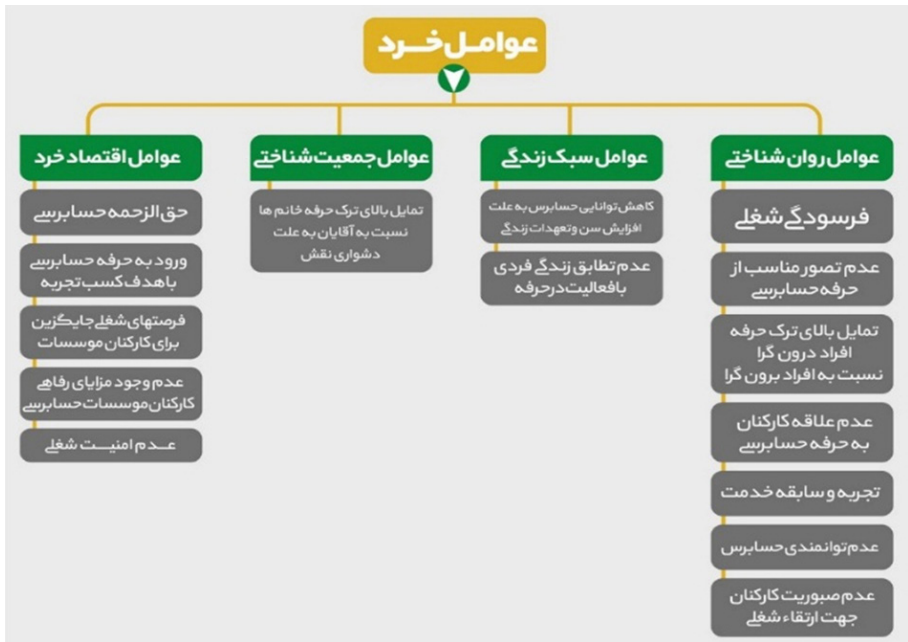 عوامل خرد
عوامل روان شناختی
فرسودگی شغلی
عدم تصور مناسب از
حرفه حسابرسی
تمایل بالای ترک حرفه
افراد درون گرا
نسبت به افراد برون گرا
عدم علاقه کارکنان
به حرفه حسابرسی
تجربه و سابقه خدمت
عدم توانمندی حسابرس
عدم صبوریت کارکنان
جهت ارتقاء شغلی
عوامل سبک زندگی
کاهش توانایی حسابرس به علت
افزایش سن و تعهدات زندگی
عدم تطابق زندگی فردی
با فعالیت در حرفه
عوامل جمعیت شناختی
تمایل بالای ترک حرفه خانم ها
نسبت به آقایان به علت
دشواری نقش
عوامل اقتصاد خرد
حق الزحمه حسابرسی
ورود به حرفه حسابرسی
با هدف کسب تجربه
فرصتهای شغلی جایگزین
برای کارکنان موسسات
عدم وجود مزایای رفاهی
کارکنان موسسات حسابرسی
عدم امنیت شغلی